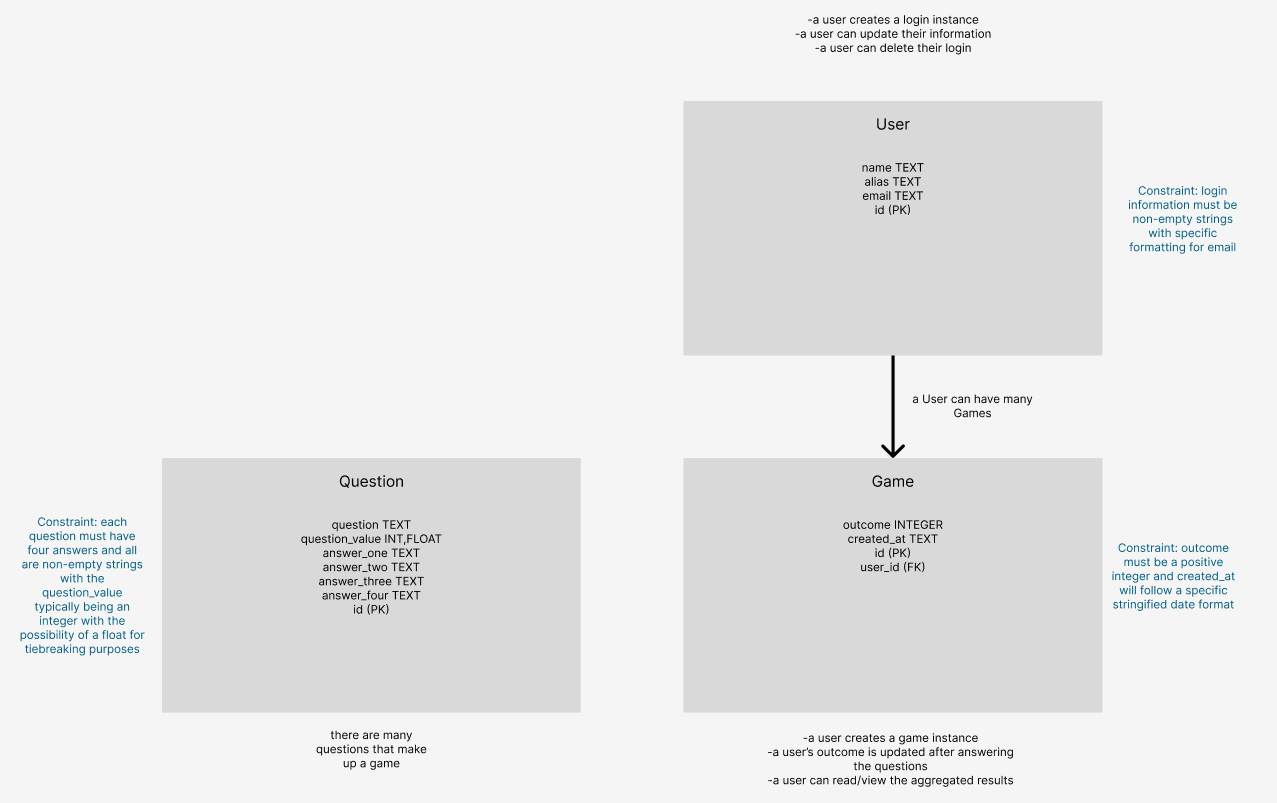 -a user creates a login instance
-a user can update their information
-a user can delete their login
User
name TEXT
alias TEXT
email TEXT
id (PK)
Constraint: login
information must be
non-empty strings
with specific
formatting for email
a User can have many
Games
Question
question TEXT
question_value INT,FLOAT
answer_one TEXT
answer_two TEXT
answer_three TEXT
answer_four TEXT
id (PK)
Constraint: each
question must have
four answers and all
are non-empty strings
with the
question_value
typically being an
integer with the
possibility of a float for
tiebreaking purposes
there are many
questions that make
up a game
Game
outcome INTEGER
created_at TEXT
id (PK)
user_id (FK)
Constraint: outcome
must be a positive
integer and created_at
will follow a specific
stringified date format
-a user creates a game instance
-a user’s outcome is updated after answering
the questions
-a user can read/view the aggregated results